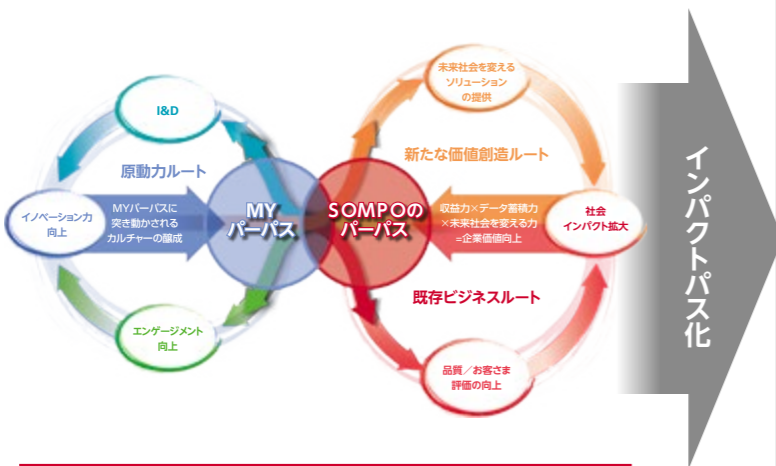 未来社会を変える
ソリューション
の提供
I&D
原動力ルート
新たな価値創造ルート
イノベーション力
向上
MYパーパスに
突き動かされる
カルチャーの醸成
MY
パーパス
SOMPOの
パーパス
収益力×データ蓄積力
×未来社会を変える力
=企業価値向上
社会
インパクト拡大
既存ビジネスルート
エンゲージメント
向上
品質／お客さま
評価の向上
インパクトパス化